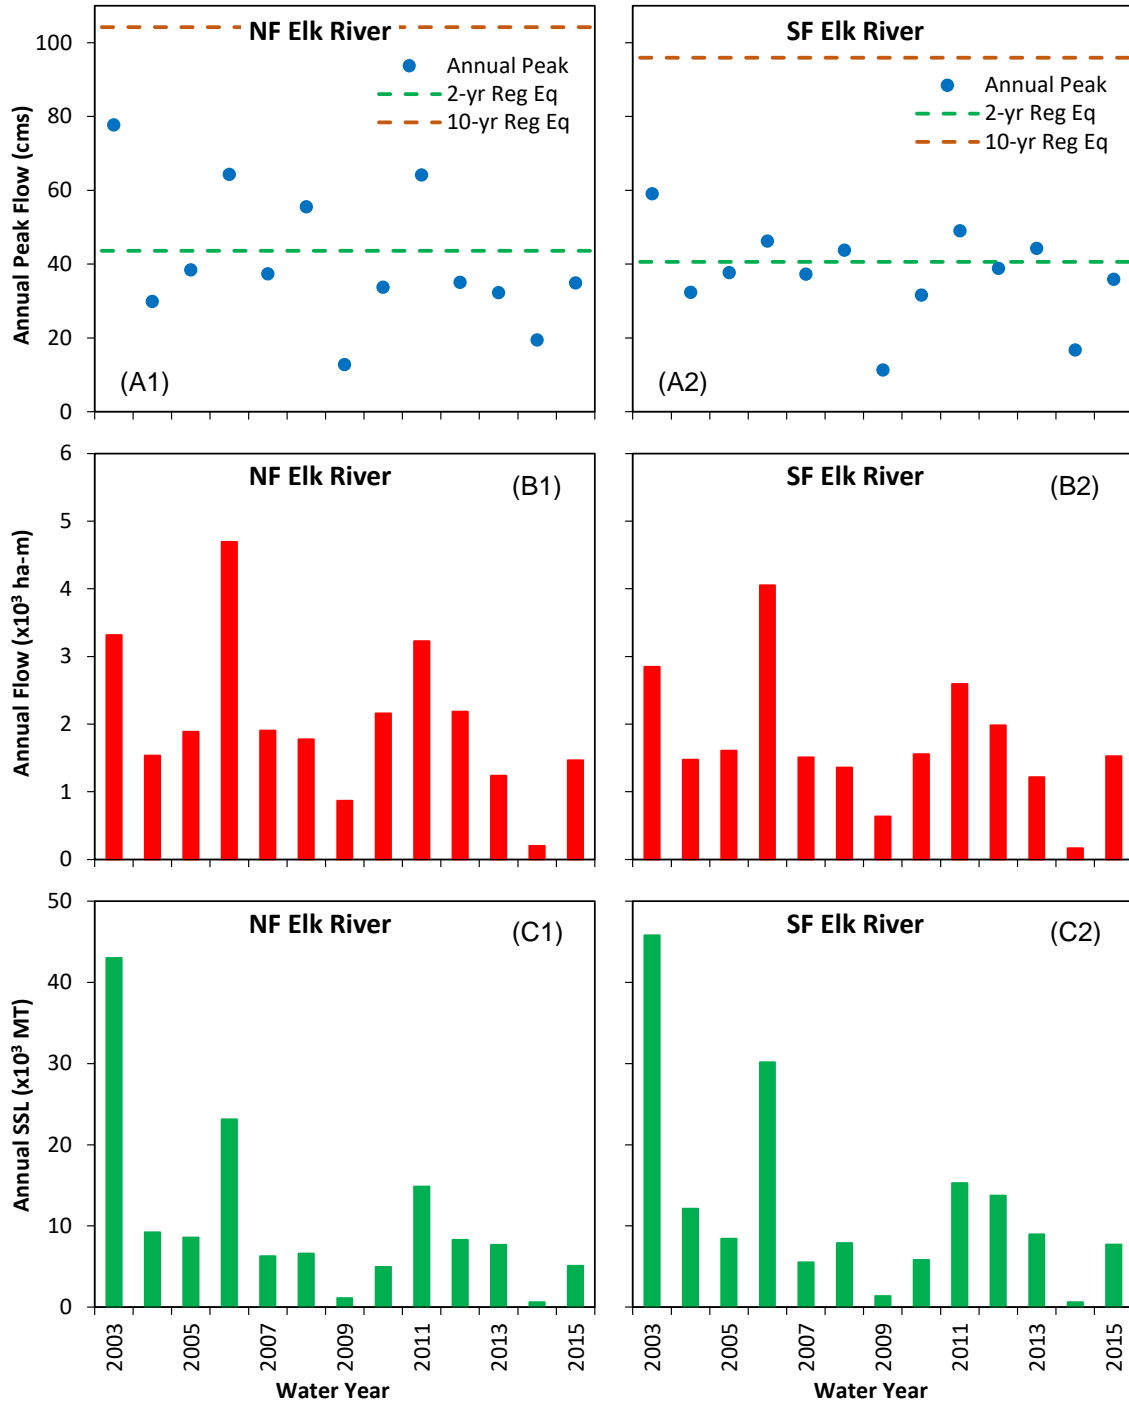 NF Elk River
Annual Peak
2-yr Reg Eq
10-yr Reg Eq
(A1)
Annual Peak Flow (cms)
100
80
60
40
20
0
SF Elk River
Annual Peak
2-yr Reg Eq
10-yr Reg Eq
(A2)
NF Elk River
(B1)
Annual Flow (x10³ ha-m)
6
5
4
3
2
1
0
SF Elk River
(B2)
NF Elk River
(C1)
Annual SSL (x10³ MT)
50
40
30
20
10
0
2003
2005
2007
2009
2011
2013
2015
Water Year
SF Elk River
(C2)
2003
2005
2007
2009
2011
2013
2015
Water Year